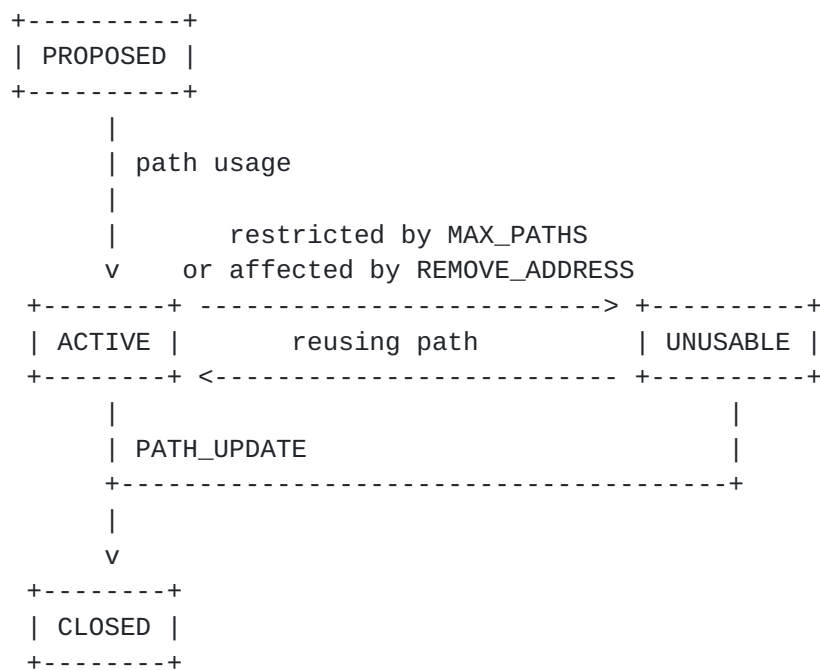 +----------+
| PROPOSED |
+----------+
      |
      | path usage
      |
      |       restricted by MAX_PATHS
      v    or affected by REMOVE_ADDRESS
 +--------+ --------------------------> +----------+
 | ACTIVE |       reusing path          | UNUSABLE |
 +--------+ <-------------------------- +----------+
      |                                       |
      | PATH_UPDATE                           |
      +---------------------------------------+
      |
      v
 +--------+
 | CLOSED |
 +--------+